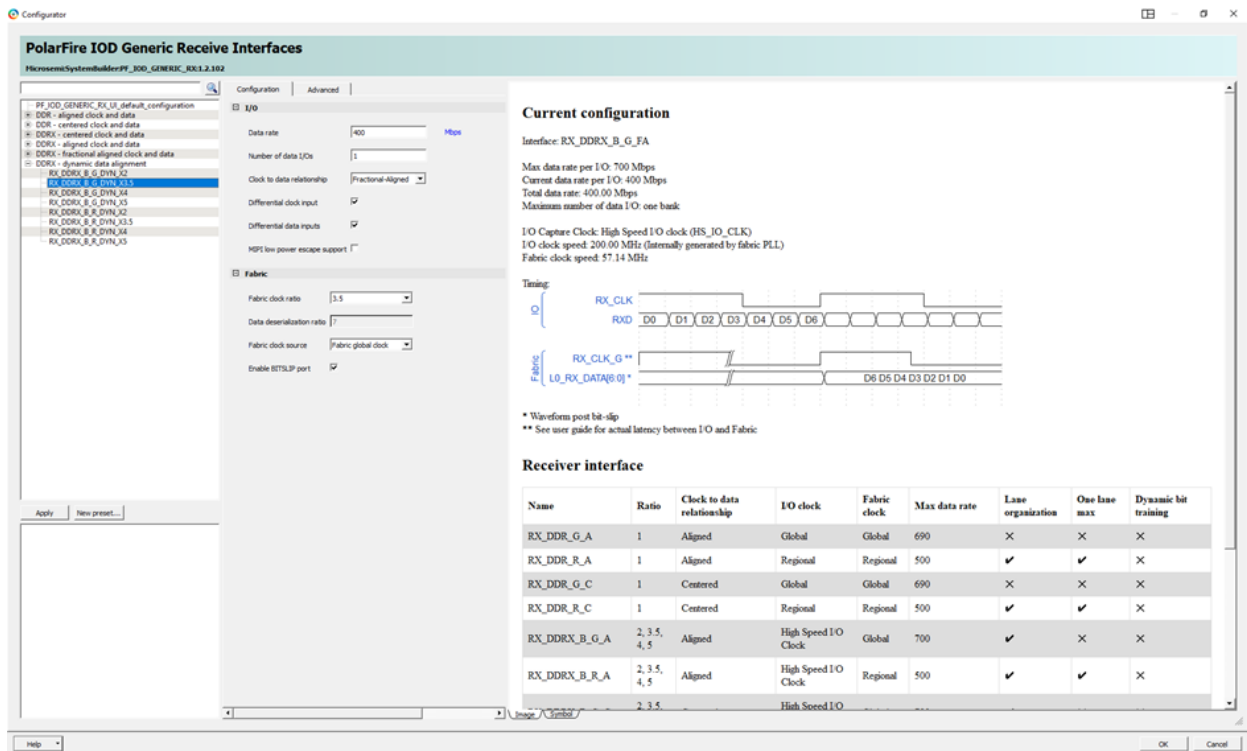 Configurator
PolarFire IOD Generic Receive Interfaces
Microsemi:SystemBuilder:PF_IOD_GENERIC_RX:1.2.102
PF_IOD_GENERIC_RX_UI_default_configuration
DDR - aligned clock and data
DDR - centered clock and data
DDRX - centered clock and data
DDRX - aligned clock and data
DDRX - fractional aligned clock and data
DDRX - dynamic data alignment
RX_DDRX_B_G_DYN_X2
RX_DDRX_B_G_DYN_X3.5
RX_DDRX_B_G_DYN_X4
RX_DDRX_B_G_DYN_X5
RX_DDRX_B_R_DYN_X2
RX_DDRX_B_R_DYN_X3.5
RX_DDRX_B_R_DYN_X4
RX_DDRX_B_R_DYN_X5
Apply New preset...
Configuration Advanced
I/O
Data rate 400 Mbps
Number of data I/Os 1
Clock to data relationship Fractional-Aligned
Differential clock input
Differential data inputs
MIPI low power escape support
Fabric
Fabric clock ratio 3.5
Data deserialization ratio 7
Fabric clock source Fabric global clock
Enable BITSLIP port
Current configuration
Interface: RX_DDRX_B_G_FA
Max data rate per I/O: 700 Mbps
Current data rate per I/O: 400 Mbps
Total data rate: 400.00 Mbps
Maximum number of data I/O: one bank
I/O Capture Clock: High Speed I/O clock (HS_IO_CLK)
I/O clock speed: 200.00 MHz (Internally generated by fabric PLL)
Fabric clock speed: 57.14 MHz
Timing:
IO
RX_CLK
RXD D0 D1 D2 D3 D4 D5 D6
Fabric
RX_CLK_G **
L0_RX_DATA[6:0] * D6 D5 D4 D3 D2 D1 D0
* Waveform post bit-slip
** See user guide for actual latency between I/O and Fabric
Receiver interface
Name Ratio Clock to data relationship I/O clock Fabric clock Max data rate Lane organization One lane max Dynamic bit training
RX_DDR_G_A 1 Aligned Global Global 690 ✕ ✕ ✕
RX_DDR_R_A 1 Aligned Regional Regional 500 ✔ ✔ ✕
RX_DDR_G_C 1 Centered Global Global 690 ✕ ✕ ✕
RX_DDR_R_C 1 Centered Regional Regional 500 ✔ ✔ ✕
RX_DDRX_B_G_A 2, 3.5, 4, 5 Aligned High Speed I/O Clock Global 700 ✔ ✕ ✕
RX_DDRX_B_R_A 2, 3.5, 4, 5 Aligned High Speed I/O Clock Regional 500 ✔ ✔ ✕
2, 3.5, High Speed I/O
Image Symbol
Help OK Cancel